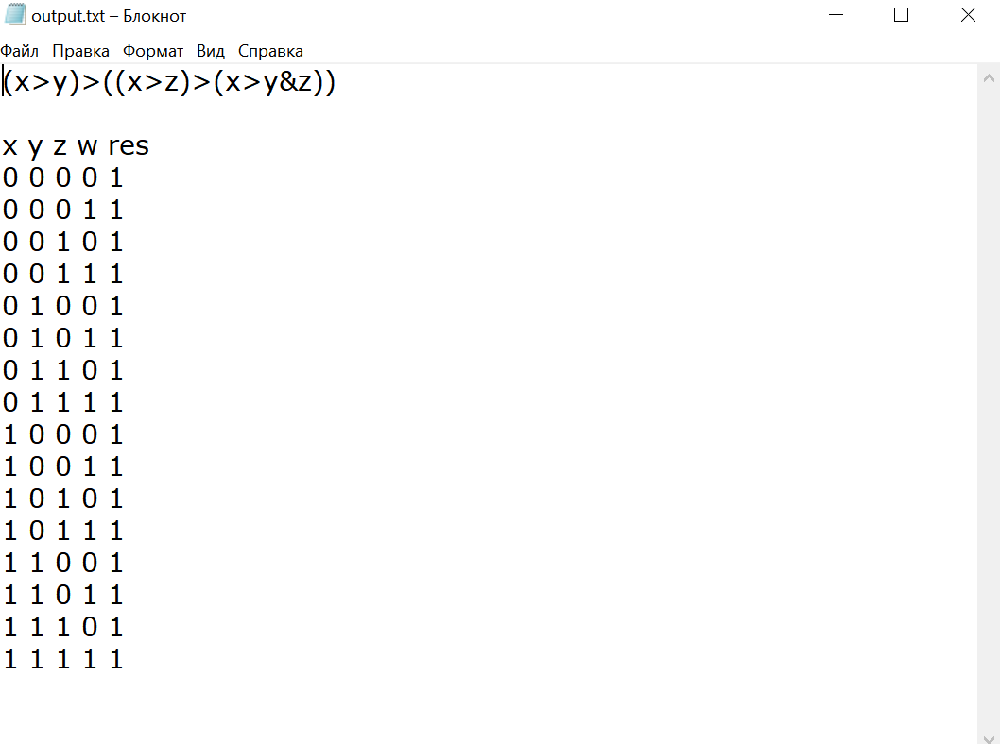 output.txt – Блокнот
Файл Правка Формат Вид Справка
(x>y)>((x>z)>(x>y&z))
x y z w res
0 0 0 0 1
0 0 0 1 1
0 0 1 0 1
0 0 1 1 1
0 1 0 0 1
0 1 0 1 1
0 1 1 0 1
0 1 1 1 1
1 0 0 0 1
1 0 0 1 1
1 0 1 0 1
1 0 1 1 1
1 1 0 0 1
1 1 0 1 1
1 1 1 0 1
1 1 1 1 1